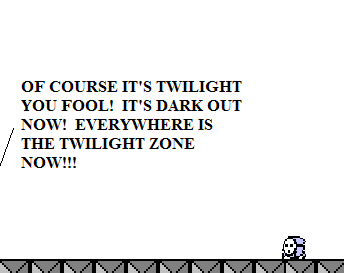 OF COURSE IT'S TWILIGHT
YOU FOOL!  IT'S DARK OUT
NOW!  EVERYWHERE IS
THE TWILIGHT ZONE
NOW!!!